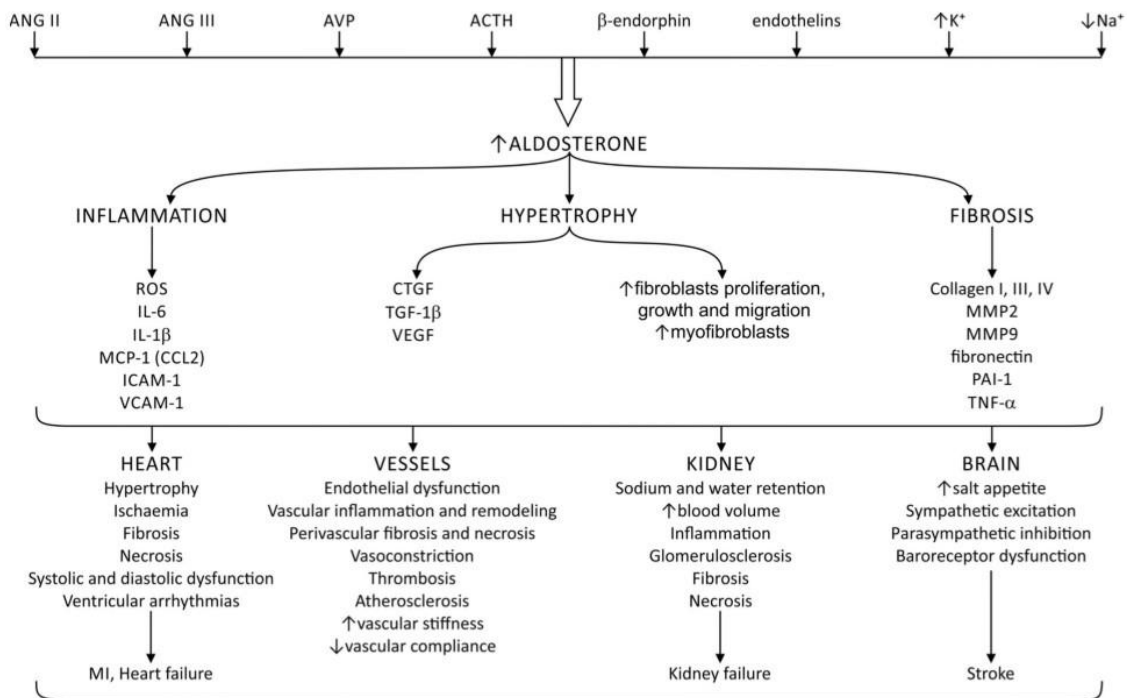 ANG II
ANG III
AVP
ACTH
β-endorphin
endothelins
↑K⁺
↓Na⁺
↑ALDOSTERONE
INFLAMMATION
HYPERTROPHY
FIBROSIS
ROS
IL-6
IL-1β
MCP-1 (CCL2)
ICAM-1
VCAM-1
CTGF
TGF-1β
VEGF
↑fibroblasts proliferation,
growth and migration
↑myofibroblasts
Collagen I, III, IV
MMP2
MMP9
fibronectin
PAI-1
TNF-α
HEART
Hypertrophy
Ischaemia
Fibrosis
Necrosis
Systolic and diastolic dysfunction
Ventricular arrhythmias
MI, Heart failure
VESSELS
Endothelial dysfunction
Vascular inflammation and remodeling
Perivascular fibrosis and necrosis
Vasoconstriction
Thrombosis
Atherosclerosis
↑vascular stiffness
↓vascular compliance
KIDNEY
Sodium and water retention
↑blood volume
Inflammation
Glomerulosclerosis
Fibrosis
Necrosis
Kidney failure
BRAIN
↑salt appetite
Sympathetic excitation
Parasympathetic inhibition
Baroreceptor dysfunction
Stroke